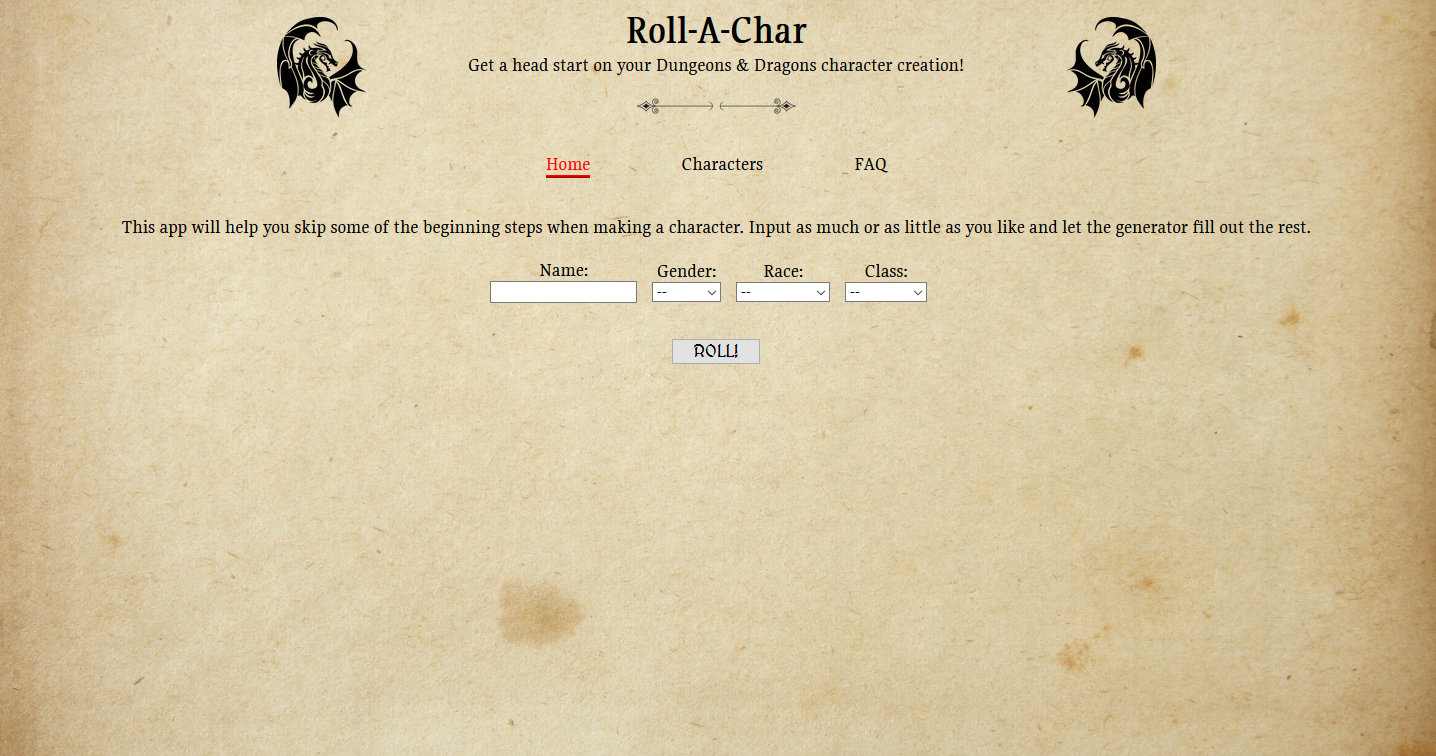 Roll-A-Char
Get a head start on your Dungeons & Dragons character creation!
Home Characters FAQ
This app will help you skip some of the beginning steps when making a character. Input as much or as little as you like and let the generator fill out the rest.
Name: Gender: Race: Class:
-- -- --
ROLL!